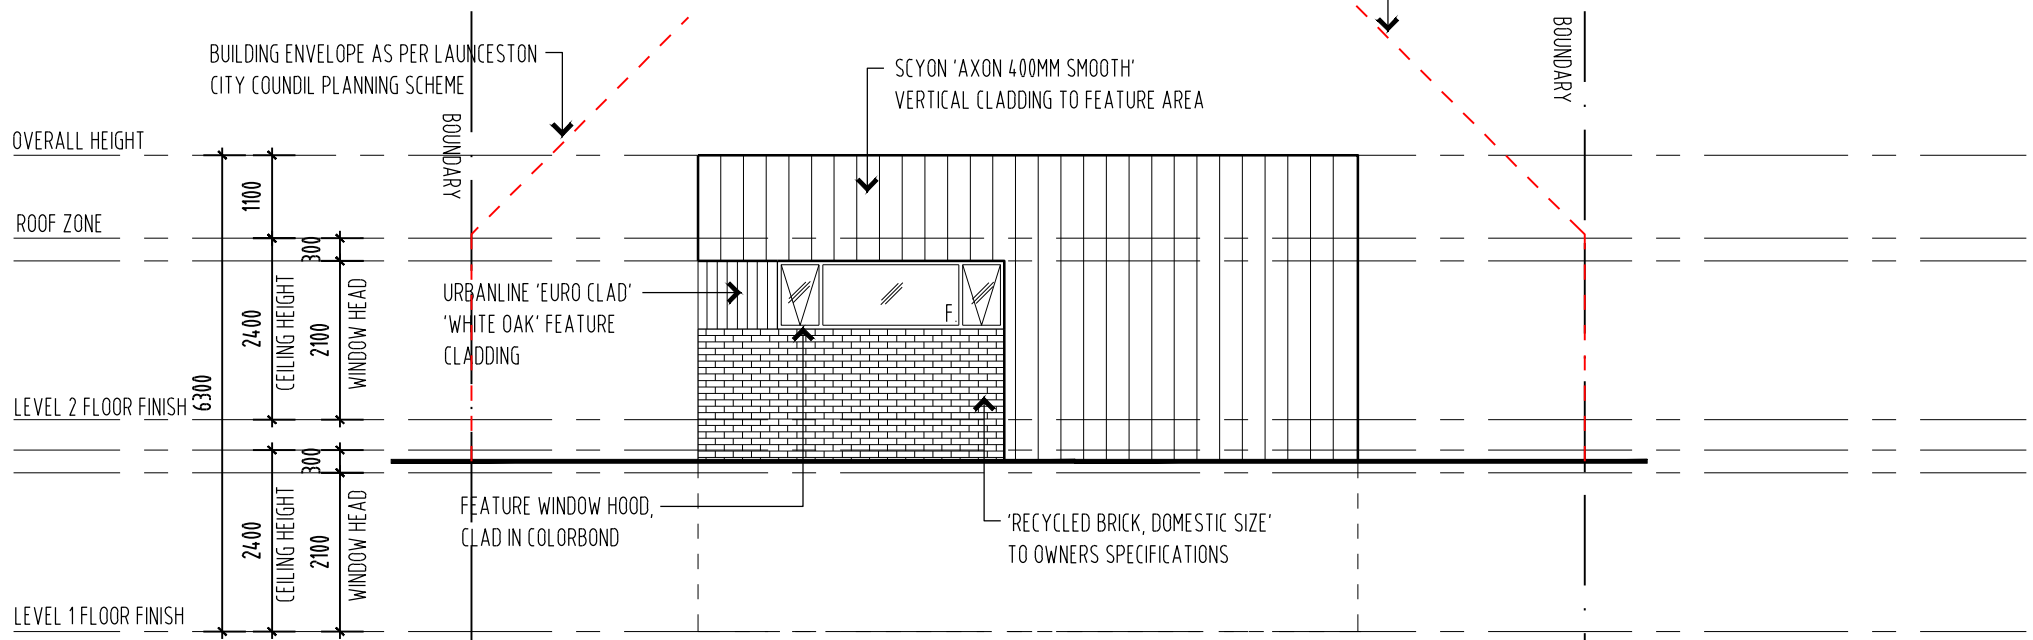 BUILDING ENVELOPE AS PER LAUNCESTON
CITY COUNDIL PLANNING SCHEME
BOUNDARY
SCYON 'AXON 400MM SMOOTH'
VERTICAL CLADDING TO FEATURE AREA
BOUNDARY
OVERALL HEIGHT
1100
ROOF ZONE
300
2400
CEILING HEIGHT
2100
WINDOW HEAD
URBANLINE 'EURO CLAD'
'WHITE OAK' FEATURE
CLADDING
F.
6300
LEVEL 2 FLOOR FINISH
300
2400
CEILING HEIGHT
2100
WINDOW HEAD
FEATURE WINDOW HOOD,
CLAD IN COLORBOND
'RECYCLED BRICK, DOMESTIC SIZE'
TO OWNERS SPECIFICATIONS
LEVEL 1 FLOOR FINISH